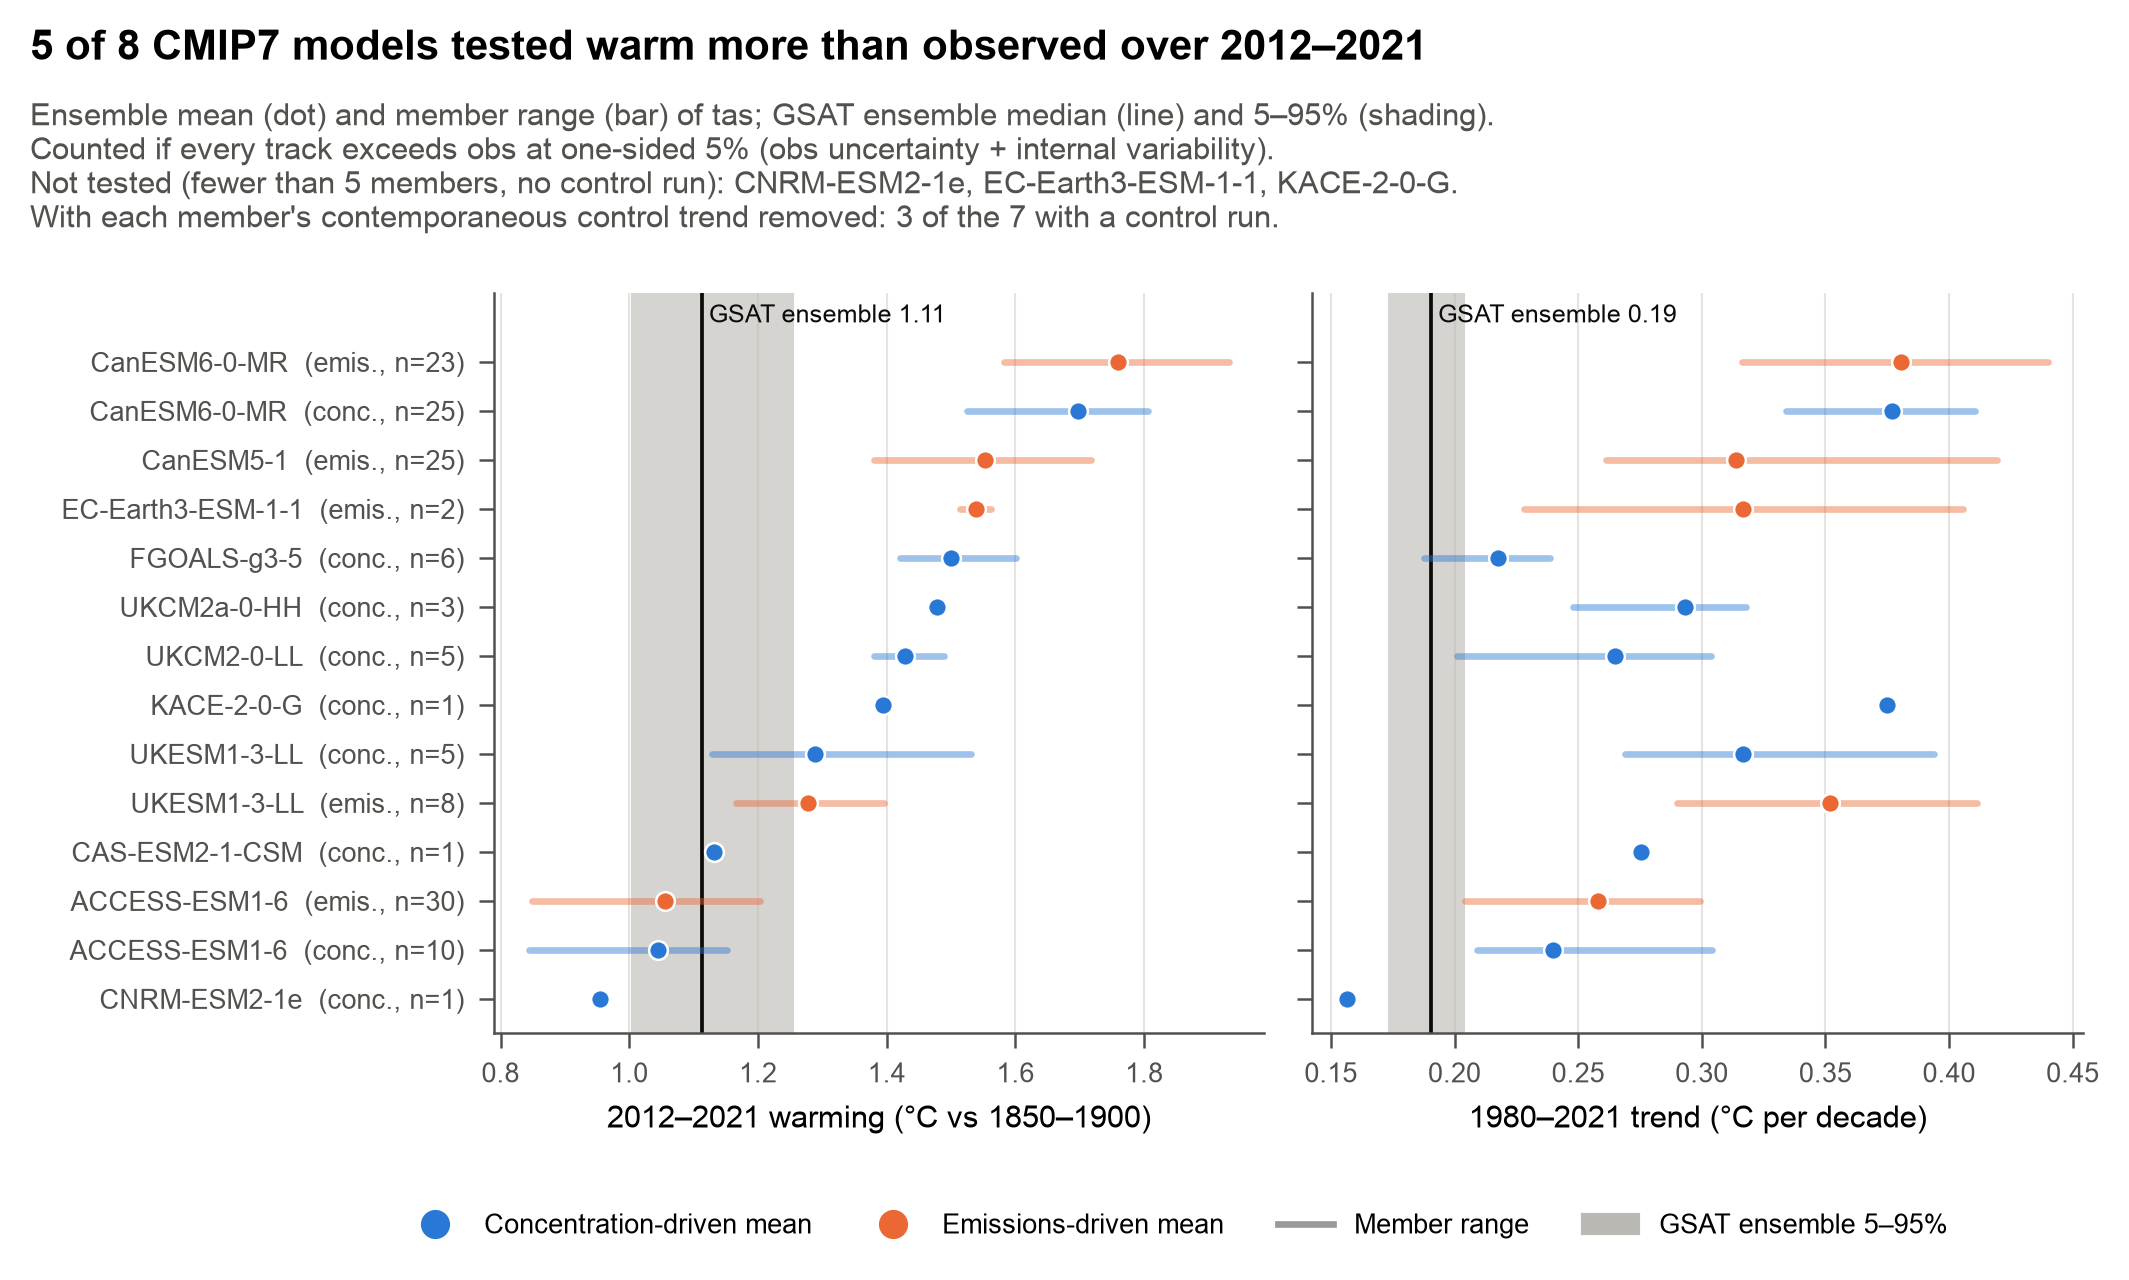 5 of 8 CMIP7 models tested warm more than observed over 2012–2021
Ensemble mean (dot) and member range (bar) of tas; GSAT ensemble median (line) and 5–95% (shading).
Counted if every track exceeds obs at one-sided 5% (obs uncertainty + internal variability).
Not tested (fewer than 5 members, no control run): CNRM-ESM2-1e, EC-Earth3-ESM-1-1, KACE-2-0-G.
With each member's contemporaneous control trend removed: 3 of the 7 with a control run.
GSAT ensemble 1.11
GSAT ensemble 0.19
CanESM6-0-MR (emis., n=23)
CanESM6-0-MR (conc., n=25)
CanESM5-1 (emis., n=25)
EC-Earth3-ESM-1-1 (emis., n=2)
FGOALS-g3-5 (conc., n=6)
UKCM2a-0-HH (conc., n=3)
UKCM2-0-LL (conc., n=5)
KACE-2-0-G (conc., n=1)
UKESM1-3-LL (conc., n=5)
UKESM1-3-LL (emis., n=8)
CAS-ESM2-1-CSM (conc., n=1)
ACCESS-ESM1-6 (emis., n=30)
ACCESS-ESM1-6 (conc., n=10)
CNRM-ESM2-1e (conc., n=1)
0.8 1.0 1.2 1.4 1.6 1.8
0.15 0.20 0.25 0.30 0.35 0.40 0.45
2012–2021 warming (°C vs 1850–1900)
1980–2021 trend (°C per decade)
Concentration-driven mean
Emissions-driven mean
Member range
GSAT ensemble 5–95%